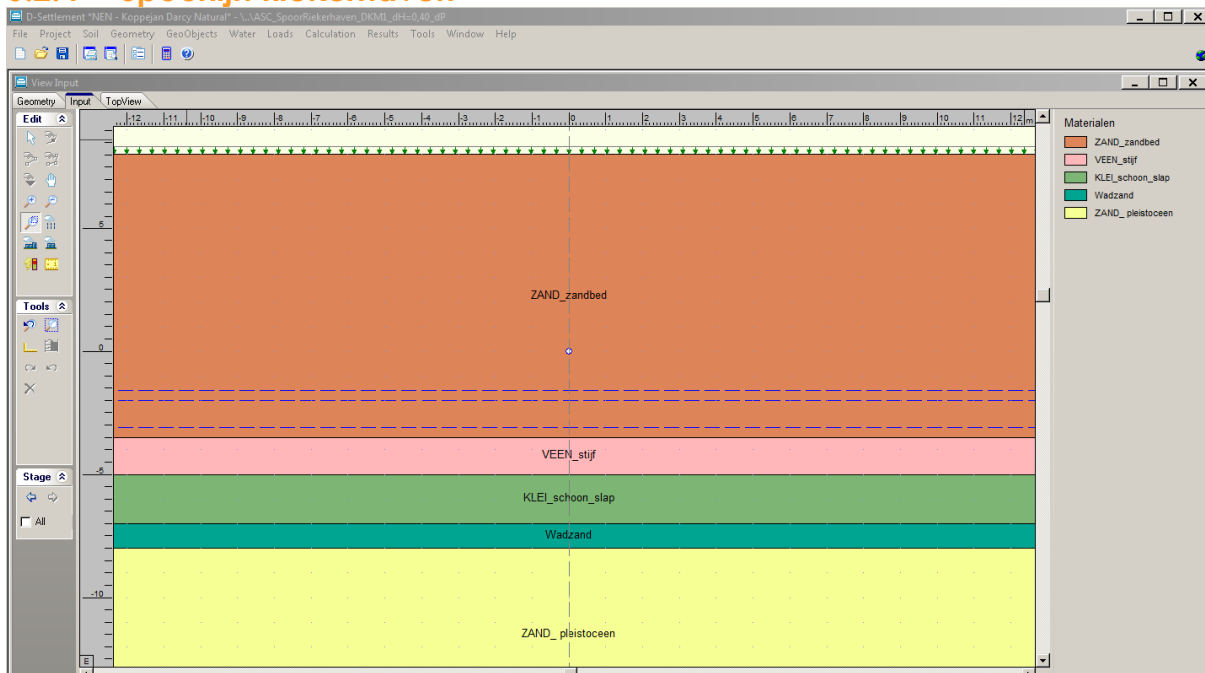 D-Settlement "NEN - Koppejan Darcy Natural" - \..\ASC_SpoorRiekerhaven_DKM1_dH=0,40_dP
File Project Soil Geometry GeoObjects Water Loads Calculation Results Tools Window Help
View Input
Geometry Input TopView
Edit
-12 -11 -10 -9 -8 -7 -6 -5 -4 -3 -2 -1 0 1 2 3 4 5 6 7 8 9 10 11 12 m
Materialen
ZAND_zandbed
VEEN_stijf
KLEI_schoon_slap
Wadzand
ZAND_ pleistoceen
5
ZAND_zandbed
Tools
0
VEEN_stijf
-5
Stage
KLEI_schoon_slap
All
Wadzand
-10
ZAND_ pleistoceen
E